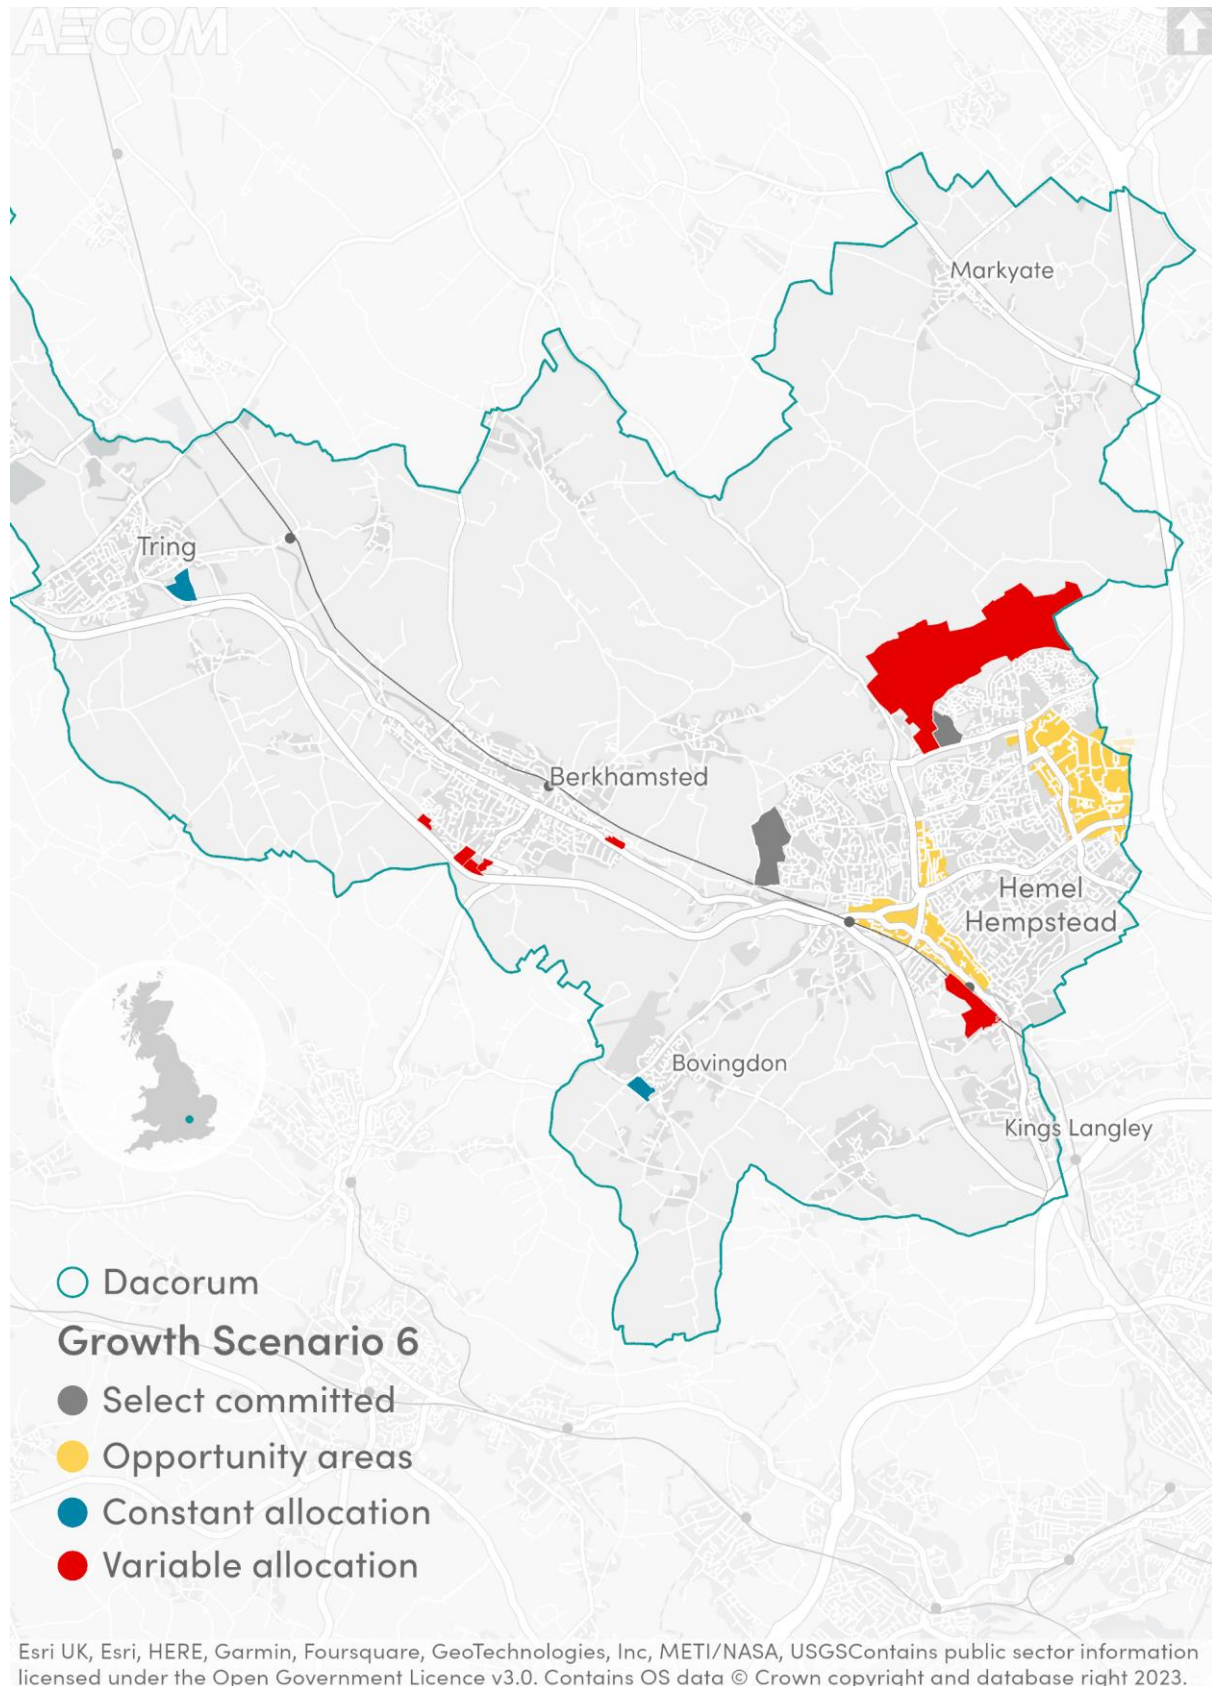 AECOM
Markyate
Tring
Berkhamsted
Hemel
Hempstead
Bovingdon
Kings Langley
Dacorum
Growth Scenario 6
Select committed
Opportunity areas
Constant allocation
Variable allocation
Esri UK, Esri, HERE, Garmin, Foursquare, GeoTechnologies, Inc, METI/NASA, USGSContains public sector information
licensed under the Open Government Licence v3.0. Contains OS data © Crown copyright and database right 2023.